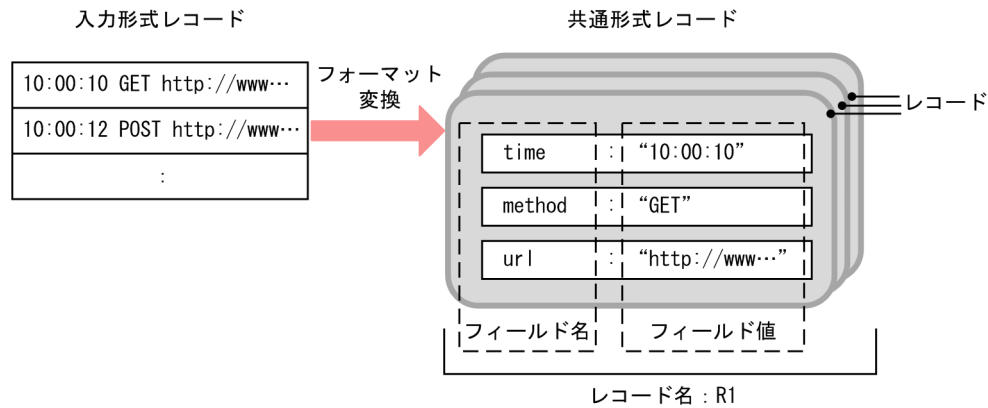 入力形式レコード
共通形式レコード
10:00:10 GET http://www…
10:00:12 POST http://www…
:
フォーマット
変換
レコード
time : “10:00:10”
method : “GET”
url : “http://www…”
フィールド名
フィールド値
レコード名:R1